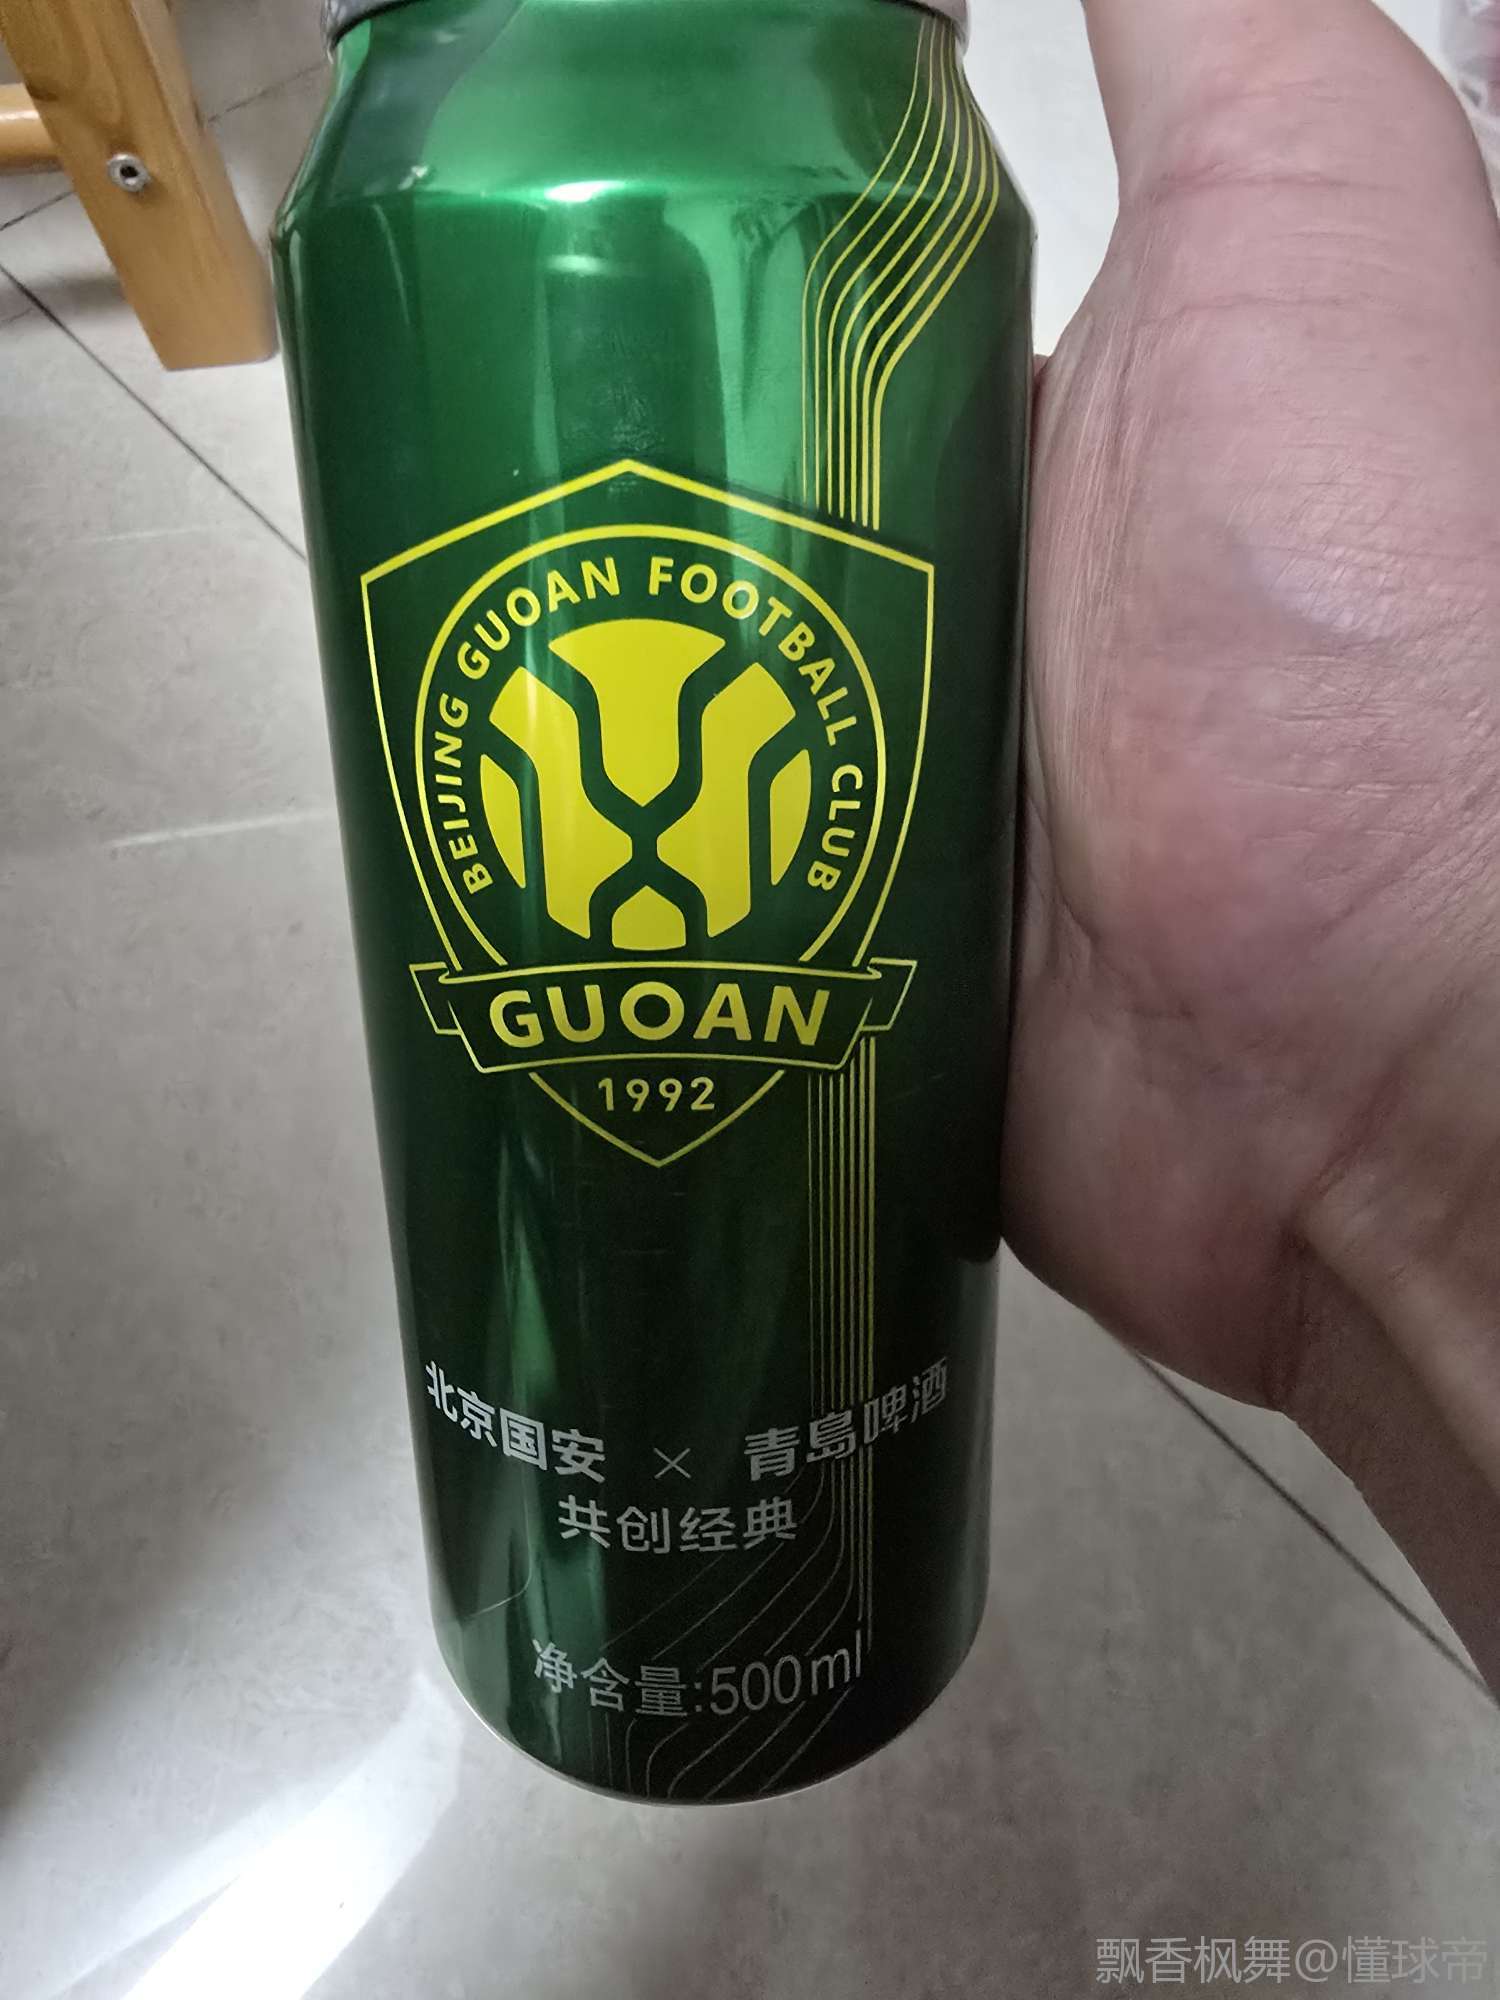 BEIJING GUOAN FOOTBALL CLUB
GUOAN
1992
北京国安 × 青島啤酒
共创经典
净含量:500ml
飘香枫舞@懂球帝